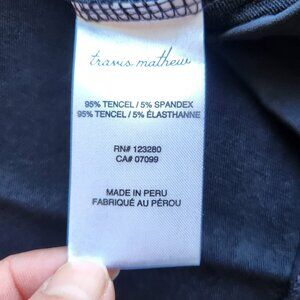 travis mathew
95% TENCEL / 5% SPANDEX
95% TENCEL / 5% ÉLASTHANNE
RN# 123280
CA# 07099
MADE IN PERU
FABRIQUÉ AU PÉROU